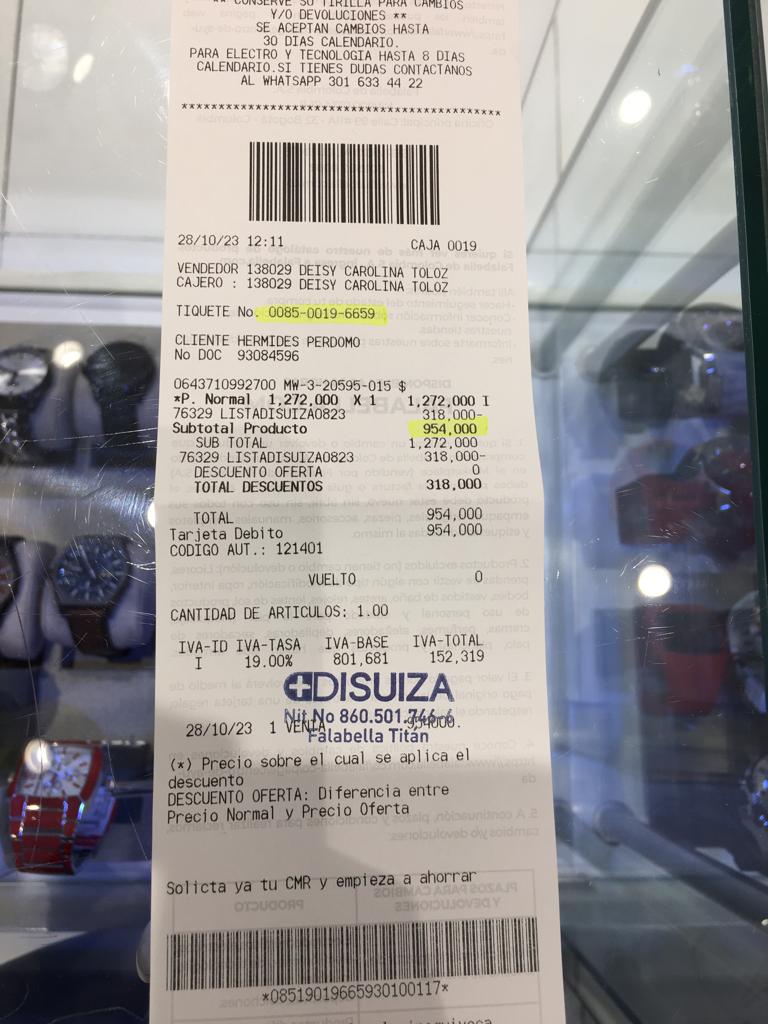 ** CONSERVE SU TIRILLA PARA CAMBIOS
Y/O DEVOLUCIONES **
SE ACEPTAN CAMBIOS HASTA
30 DIAS CALENDARIO.
PARA ELECTRO Y TECNOLOGIA HASTA 8 DIAS
CALENDARIO.SI TIENES DUDAS CONTACTANOS
AL WHATSAPP 301 633 44 22
******************************************
28/10/23 12:11 CAJA 0019
VENDEDOR 138029 DEISY CAROLINA TOLOZ
CAJERO : 138029 DEISY CAROLINA TOLOZ
TIQUETE No. 0085-0019-6659
CLIENTE HERMIDES PERDOMO
No DOC 93084596
0643710992700 MW-3-20595-015 $
*P. Normal 1,272,000 X 1 1,272,000 I
76329 LISTADISUIZA0823 318,000-
Subtotal Producto 954,000
SUB TOTAL 1,272,000
76329 LISTADISUIZA0823 318,000-
DESCUENTO OFERTA 0
TOTAL DESCUENTOS 318,000
TOTAL 954,000
Tarjeta Debito 954,000
CODIGO AUT.: 121401
VUELTO 0
CANTIDAD DE ARTICULOS: 1.00
IVA-ID IVA-TASA IVA-BASE IVA-TOTAL
I 19.00% 801,681 152,319
DISUIZA
Nit No 860.501.746-6
28/10/23 1 VENTA 954000.
Falabella Titán
(*) Precio sobre el cual se aplica el
descuento
DESCUENTO OFERTA: Diferencia entre
Precio Normal y Precio Oferta
Solicta ya tu CMR y empieza a ahorrar
*08519019665930100117*